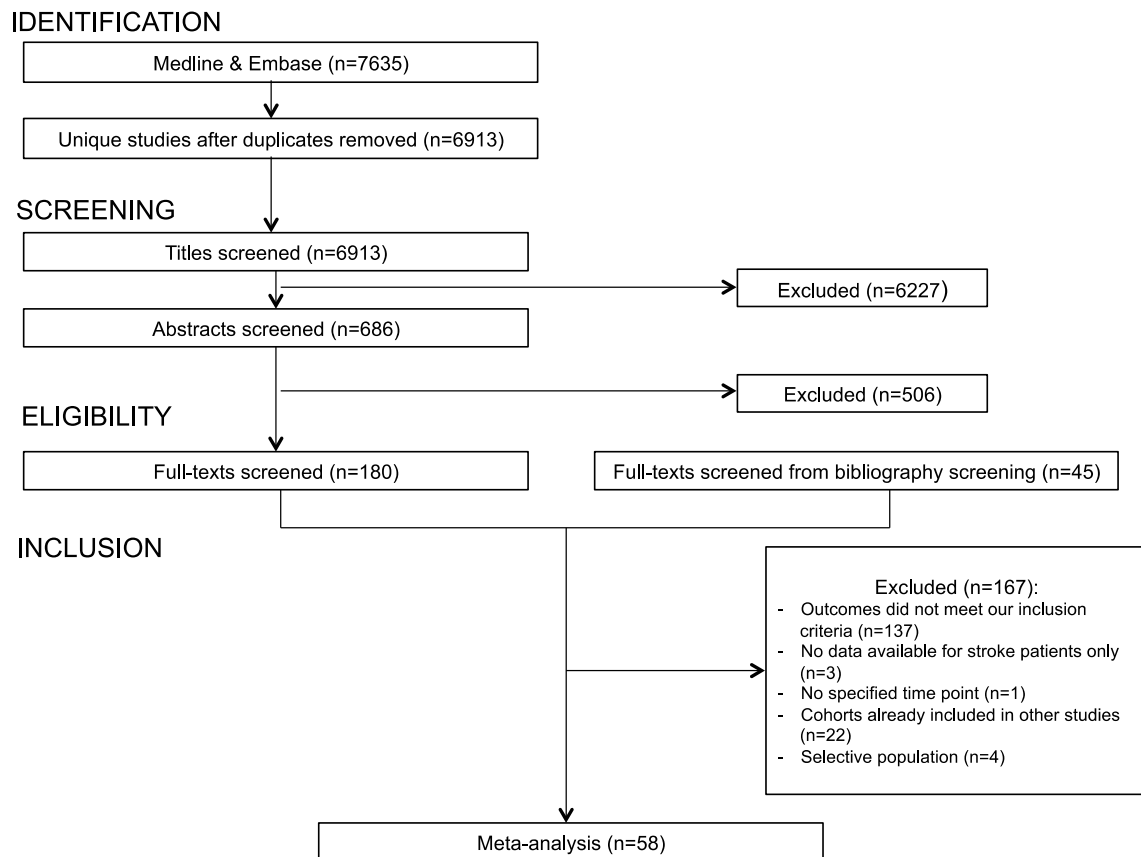 IDENTIFICATION
Medline & Embase (n=7635)
Unique studies after duplicates removed (n=6913)
SCREENING
Titles screened (n=6913)
Excluded (n=6227)
Abstracts screened (n=686)
Excluded (n=506)
ELIGIBILITY
Full-texts screened (n=180)
Full-texts screened from bibliography screening (n=45)
INCLUSION
Excluded (n=167):
- Outcomes did not meet our inclusion
criteria (n=137)
- No data available for stroke patients only
(n=3)
- No specified time point (n=1)
- Cohorts already included in other studies
(n=22)
- Selective population (n=4)
Meta-analysis (n=58)